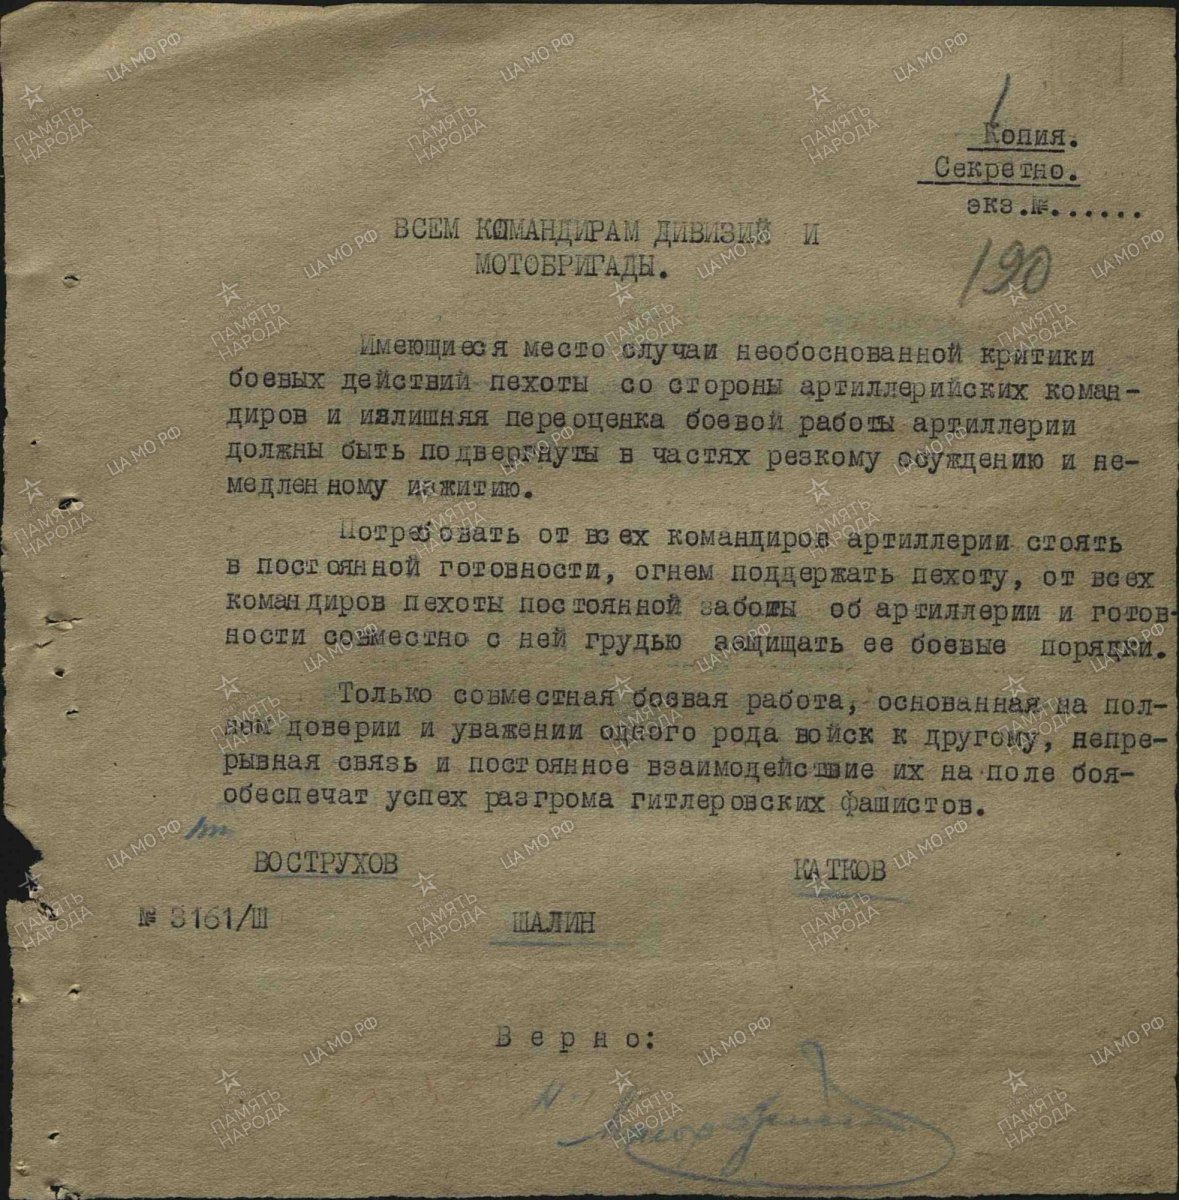 Копия.
Секретно.
экз.№......
190
ВСЕМ КОМАНДИРАМ ДИВИЗИЙ И
МОТОБРИГАДЫ.
Имеющиеся место случаи необоснованной критики
боевых действий пехоты со стороны артиллерийских коман-
диров и излишняя переоценка боевой работы артиллерии
должны быть подвергнуты в частях резкому осуждению и не-
медленному изжитию.
Потребовать от всех командиров артиллерии стоять
в постоянной готовности, огнем поддержать пехоту, от всех
командиров пехоты постоянной заботы об артиллерии и готов-
ности совместно с ней грудью защищать ее боевые порядки.
Только совместная боевая работа, основанная на пол-
ном доверии и уважении одного рода войск к другому, непре-
рывная связь и постоянное взаимодействие их на поле боя-
обеспечат успех разгрома гитлеровских фашистов.
ВОСТРУХОВ КАТКОВ
№ 3161/Ш ШАЛИН
Верно:
ПАМЯТЬ НАРОДА
ЦА МО РФ